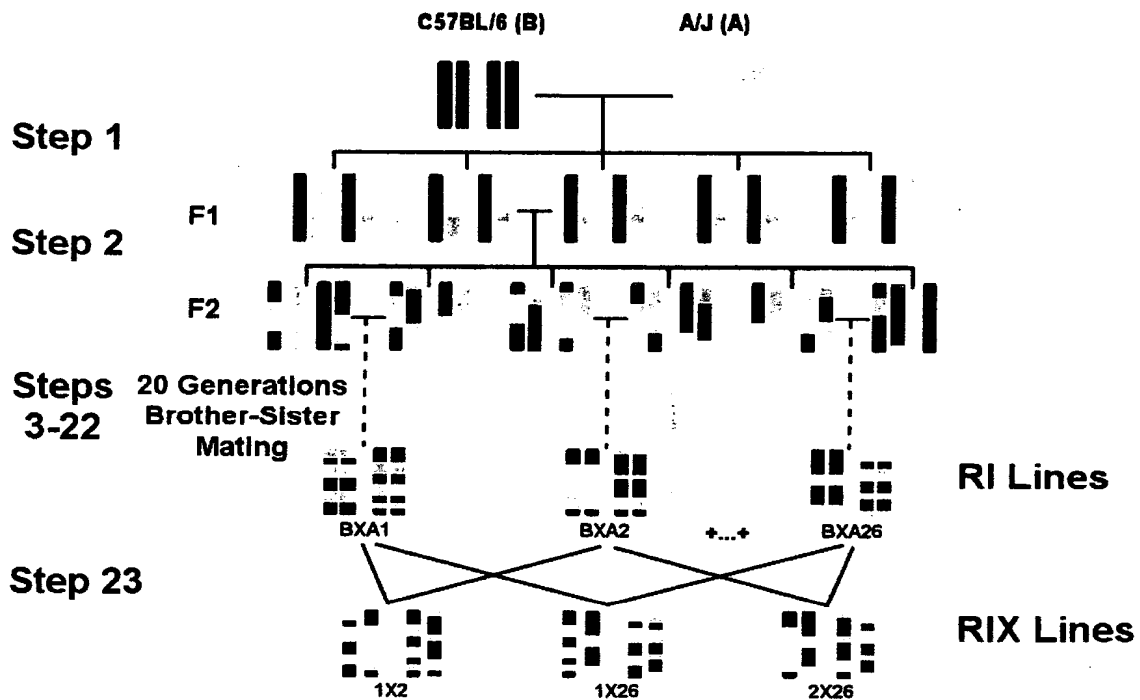 C57BL/6 (B) A/J (A)
Step 1
F1
Step 2
F2
Steps
3-22
20 Generations
Brother-Sister
Mating
RI Lines
BXA1 BXA2 +...+ BXA26
Step 23
RIX Lines
1X2 1X26 2X26